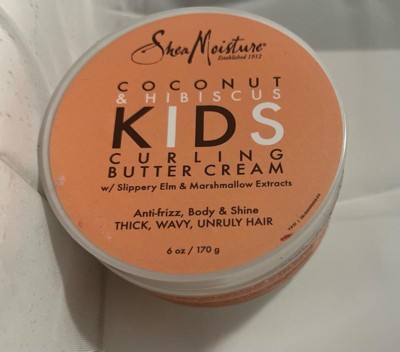 SheaMoisture®
Established 1912
COCONUT
& HIBISCUS
KIDS
CURLING
BUTTER CREAM
w/ Slippery Elm & Marshmallow Extracts
Anti-frizz, Body & Shine
THICK, WAVY, UNRULY HAIR
6 oz / 170 g